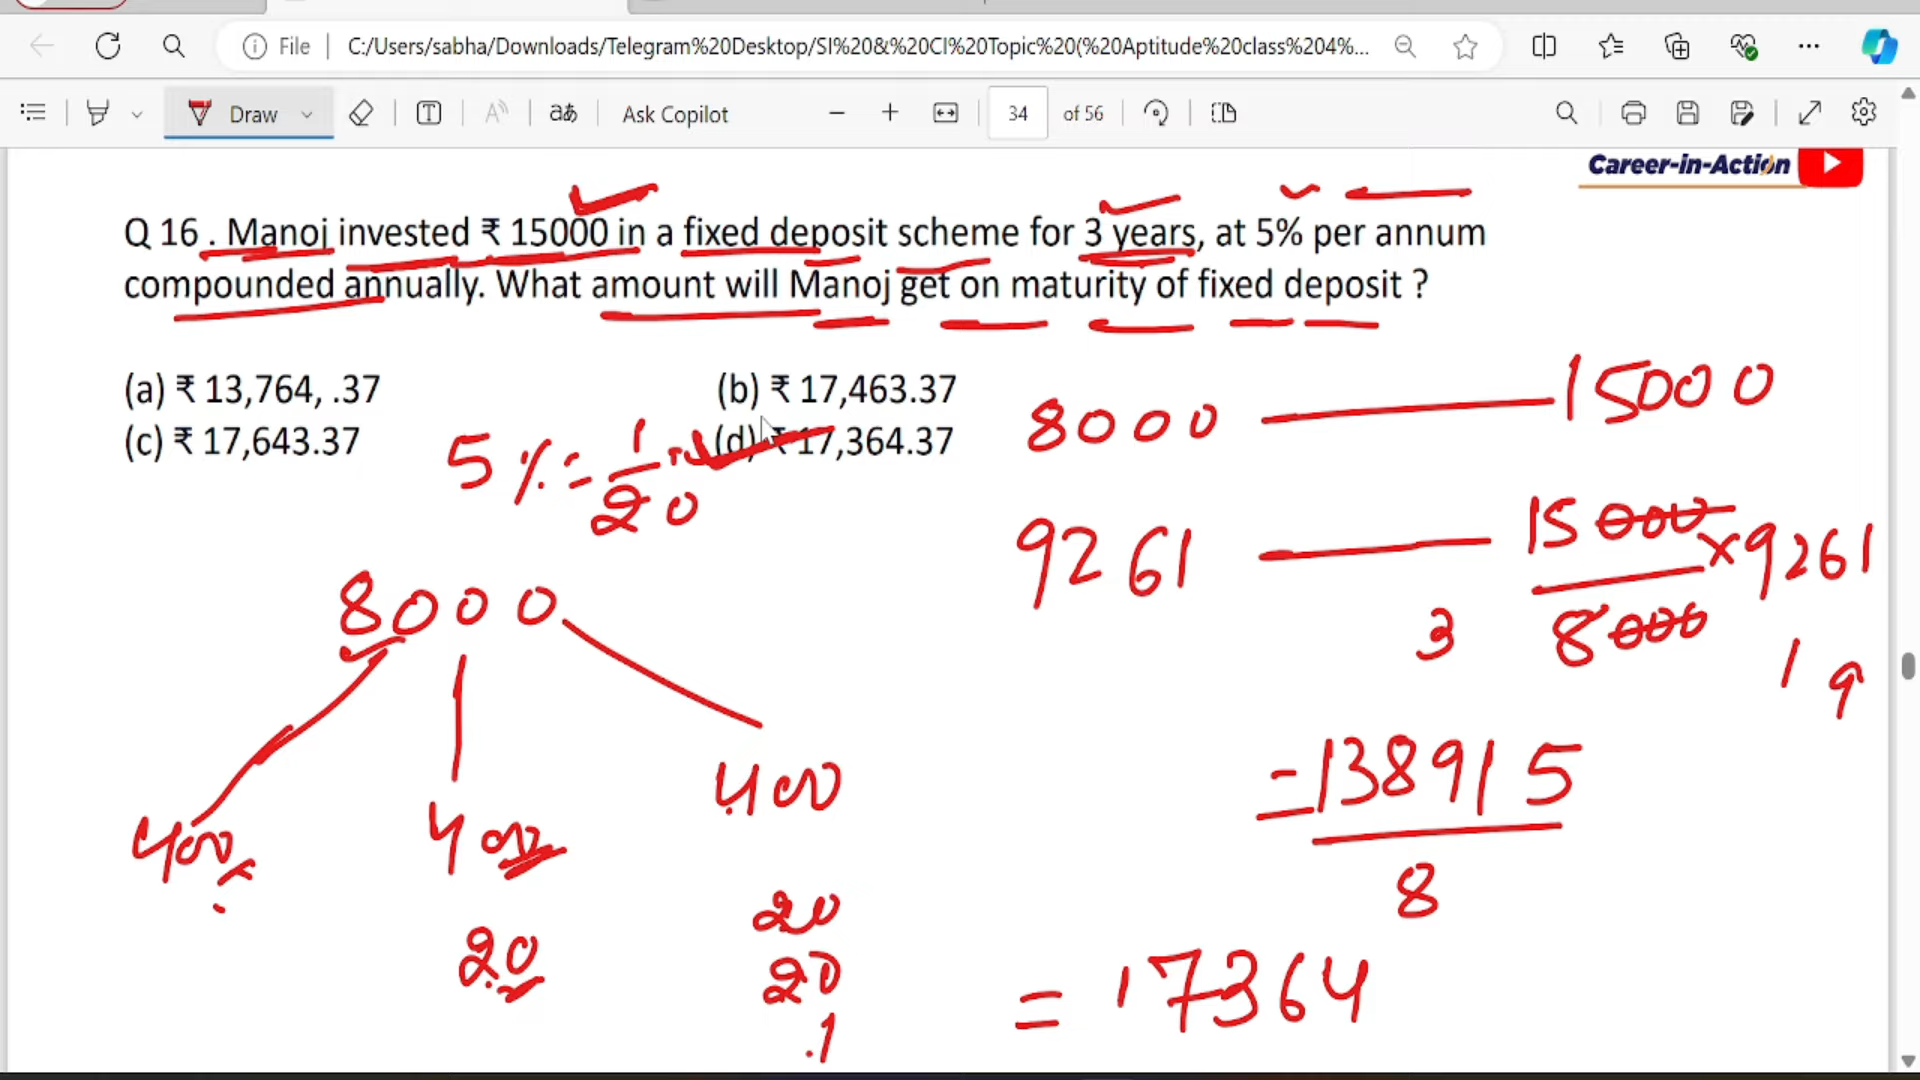 File C:/Users/sabha/Downloads/Telegram%20Desktop/SI%20&%20CI%20Topic%20(%20Aptitude%20class%204%...
Draw T aあ Ask Copilot 34 of 56
Career-in-Action
Q 16 . Manoj invested ₹ 15000 in a fixed deposit scheme for 3 years, at 5% per annum
compounded annually. What amount will Manoj get on maturity of fixed deposit ?
(a) ₹ 13,764, .37 (b) ₹ 17,463.37
(c) ₹ 17,643.37 (d) ₹ 17,364.37
5 % = 1/20
8000
400 400 400
20 20
20
1
8000 — 15000
9261 — 15000/8000 × 9261
3 1 9
= 138915/8
= 17364